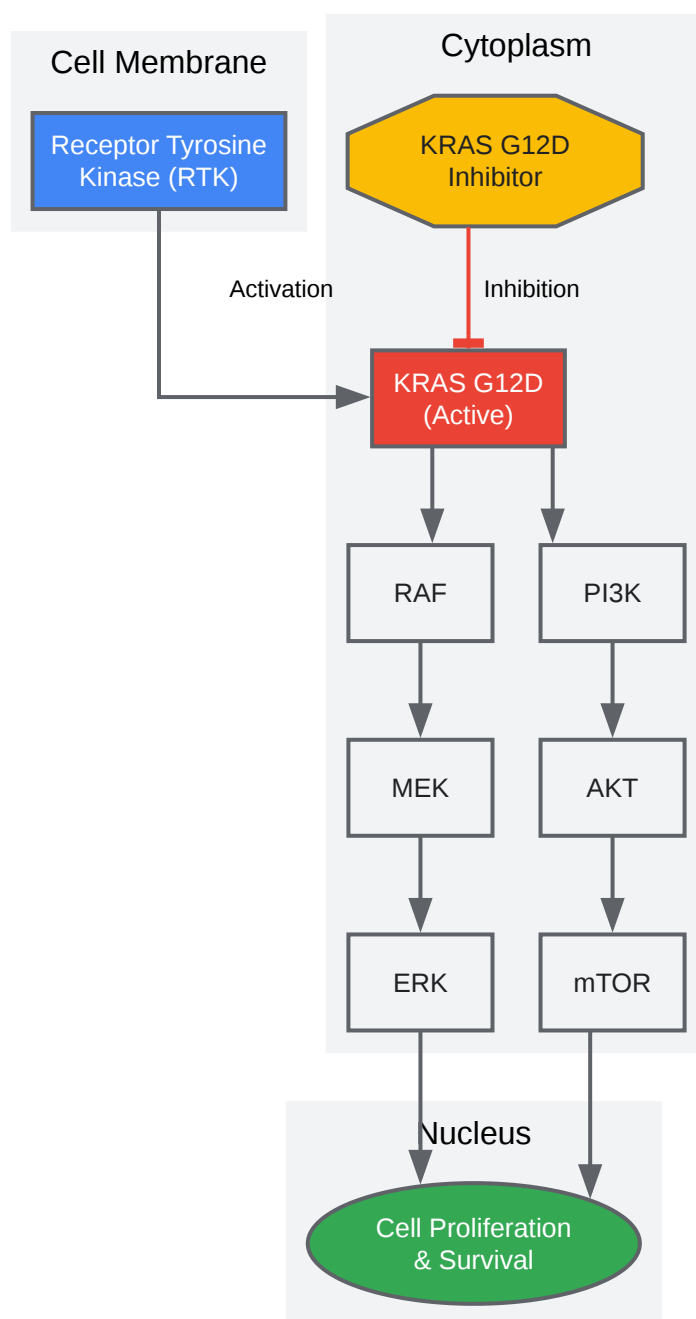 Cell Membrane
Cytoplasm
Receptor Tyrosine
Kinase (RTK)
KRAS G12D
Inhibitor
Activation
Inhibition
KRAS G12D
(Active)
RAF
PI3K
MEK
AKT
ERK
mTOR
Nucleus
Cell Proliferation
& Survival